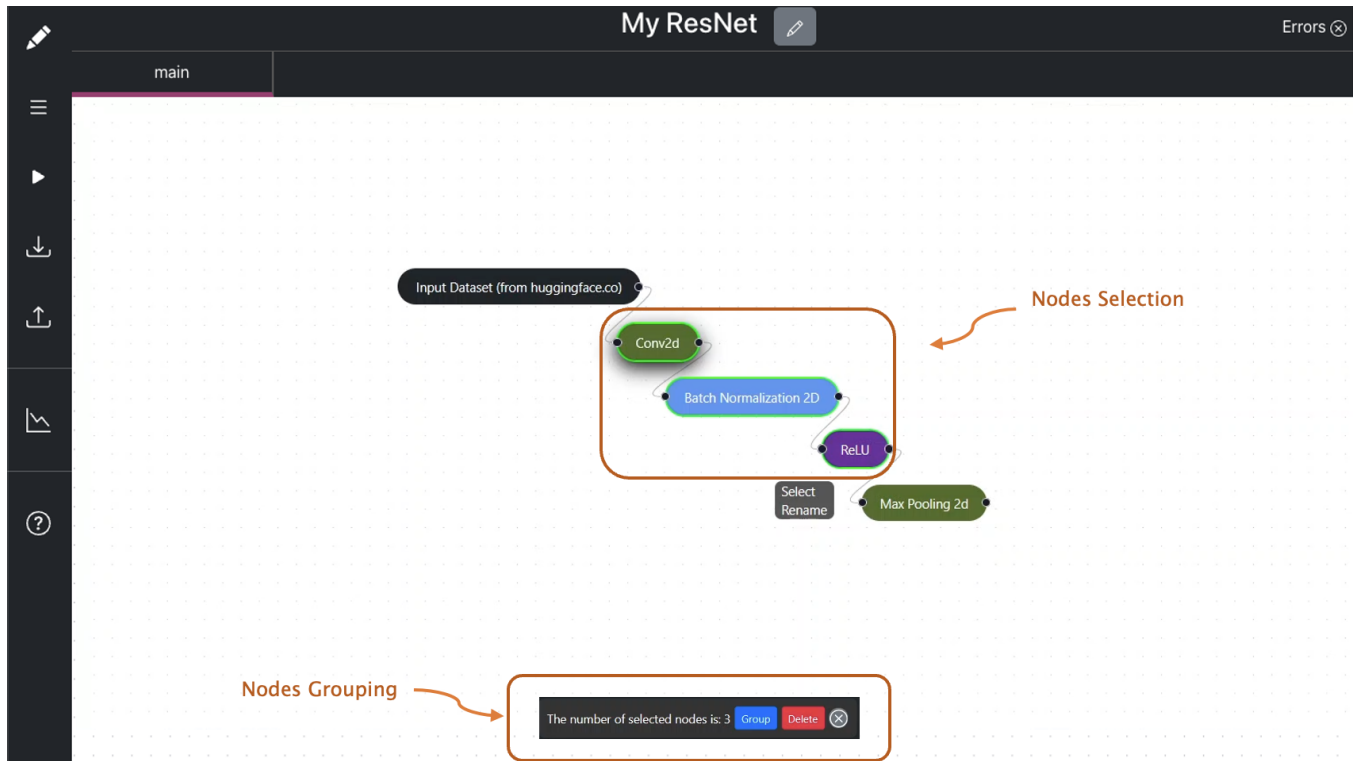 My ResNet
Errors
main
Input Dataset (from huggingface.co)
Nodes Selection
Conv2d
Batch Normalization 2D
ReLU
Select
Rename
Max Pooling 2d
Nodes Grouping
The number of selected nodes is: 3 Group Delete